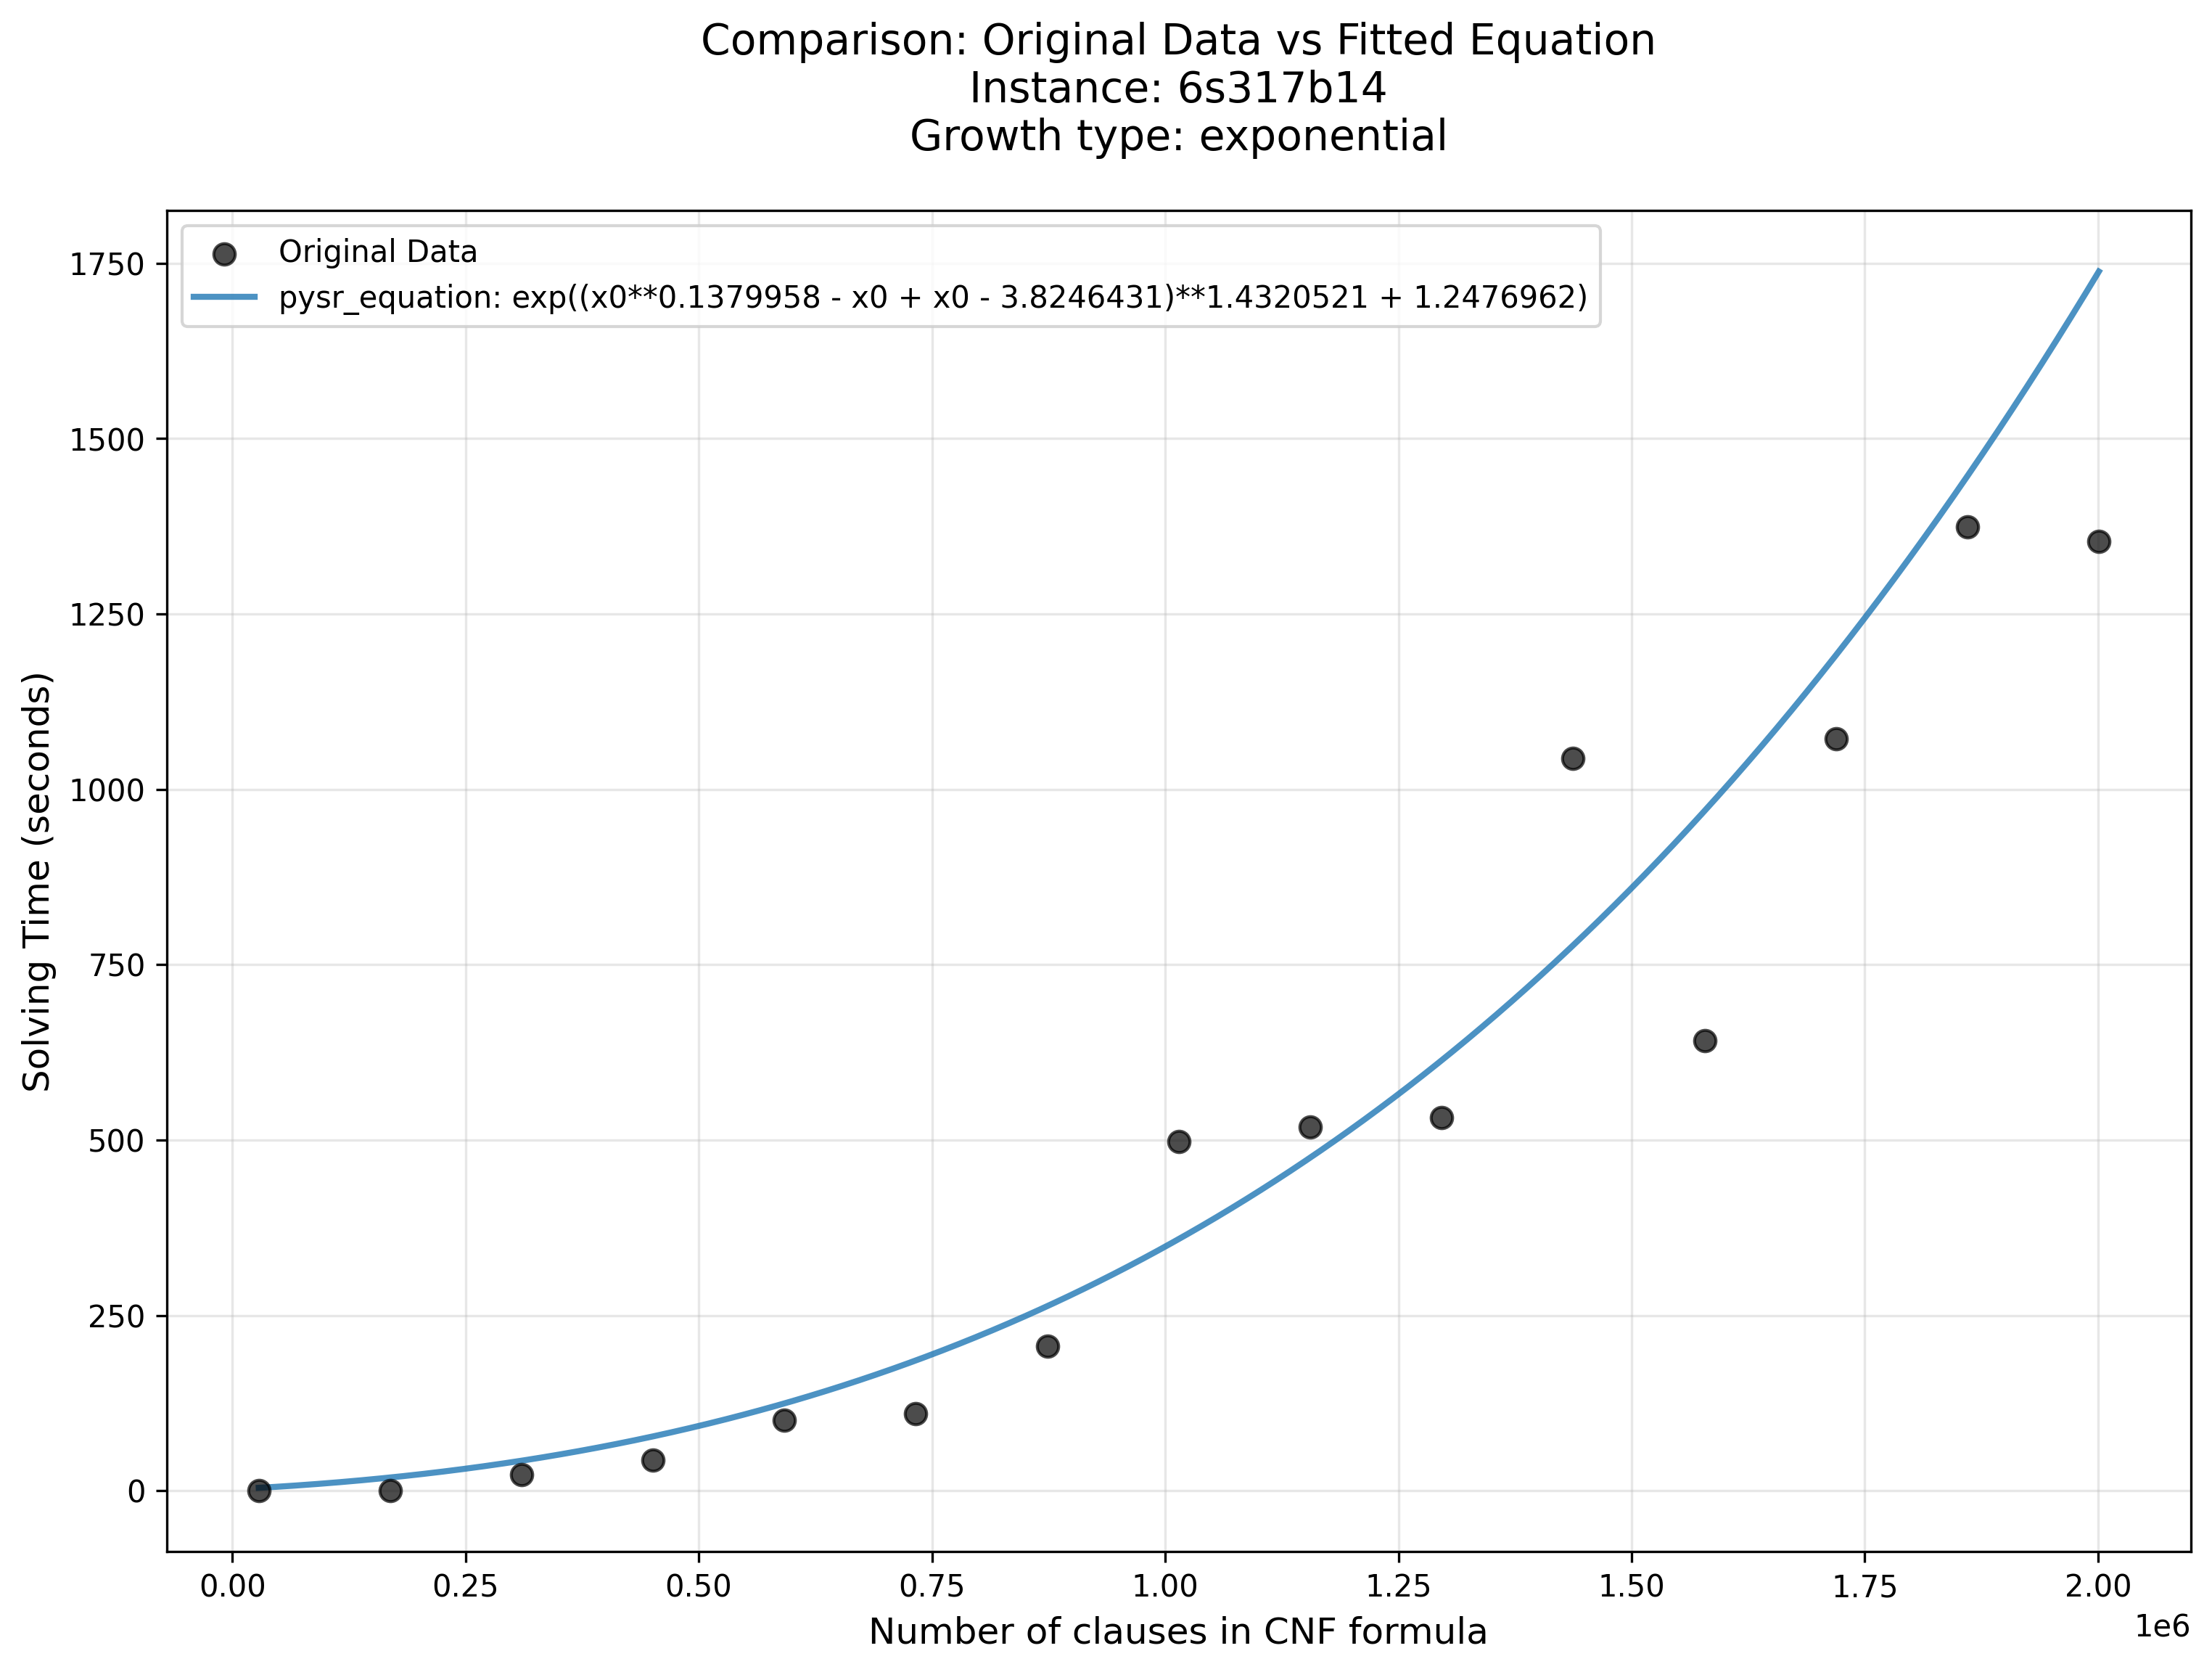 Comparison: Original Data vs Fitted Equation
Instance: 6s317b14
Growth type: exponential
Original Data
pysr_equation: exp((x0**0.1379958 - x0 + x0 - 3.8246431)**1.4320521 + 1.2476962)
1750
1500
1250
1000
750
500
250
0
Solving Time (seconds)
0.00 0.25 0.50 0.75 1.00 1.25 1.50 1.75 2.00
1e6
Number of clauses in CNF formula